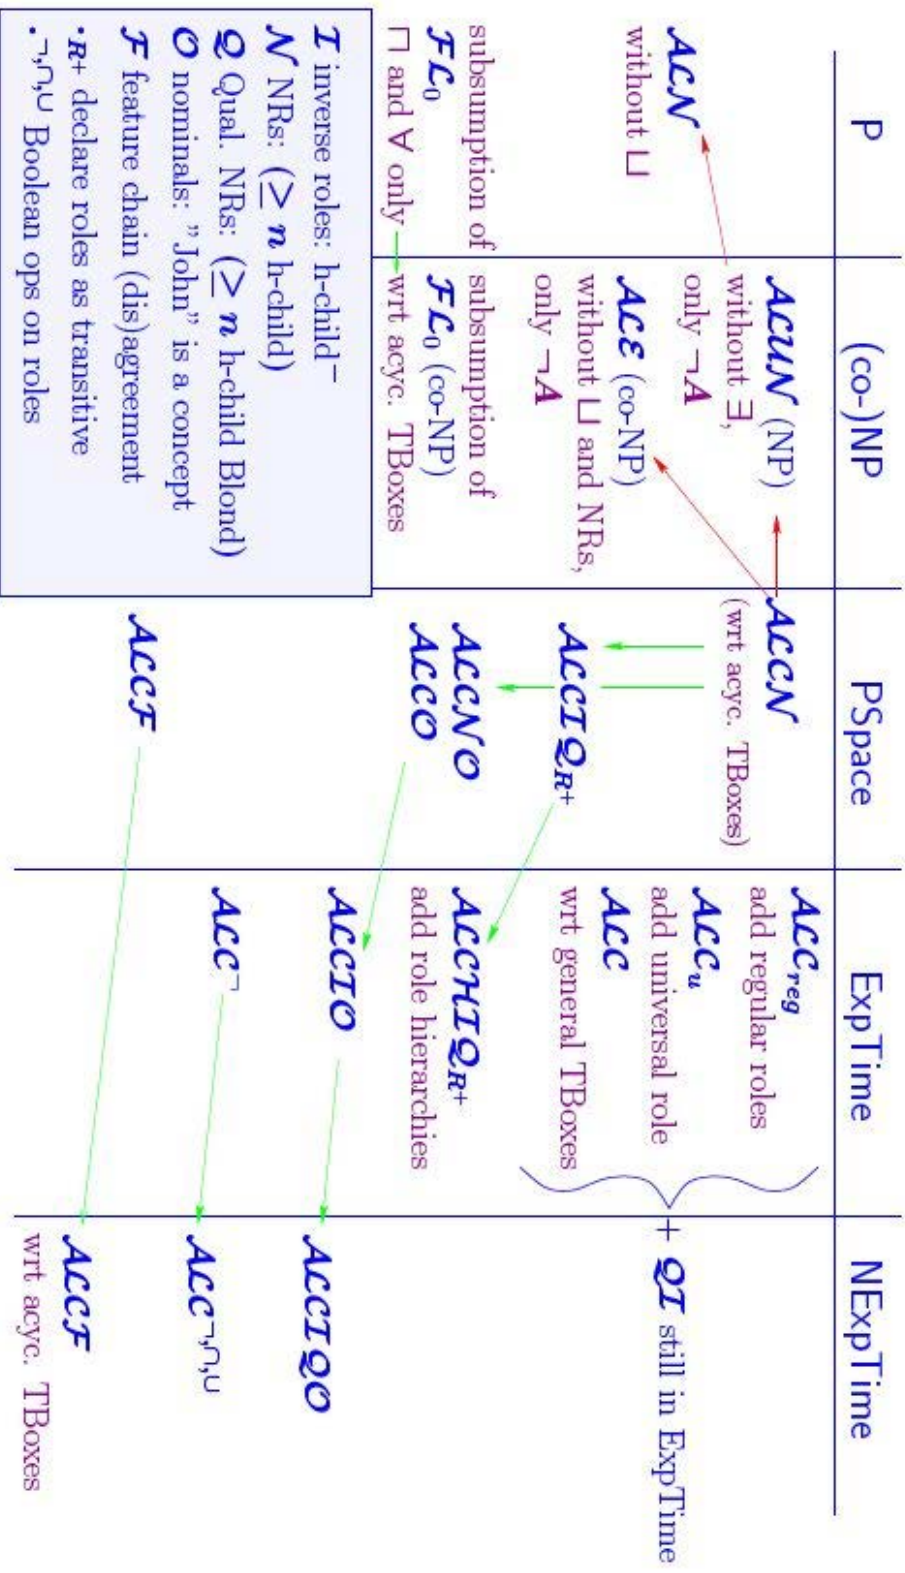 P
(co-)NP
PSpace
ExpTime
NExpTime
𝓐𝓛𝓝
without ⊔
subsumption of
𝓕𝓛₀
⊓ and ∀ only
𝓐𝓛𝓤𝓝 (NP)
without ∃,
only ¬A
𝓐𝓛𝓔 (co-NP)
without ⊔ and NRs,
only ¬A
subsumption of
𝓕𝓛₀ (co-NP)
wrt acyc. TBoxes
𝓐𝓛𝓒𝓝
(wrt acyc. TBoxes)
𝓐𝓛𝓒𝓘𝓠R+
𝓐𝓛𝓒𝓝𝓞
𝓐𝓛𝓒𝓞
𝓐𝓛𝓒𝓕
𝓐𝓛𝓒reg
add regular roles
𝓐𝓛𝓒u
add universal role
𝓐𝓛𝓒
wrt general TBoxes
𝓐𝓛𝓒𝓗𝓘𝓠R+
add role hierarchies
𝓐𝓛𝓒𝓘𝓞
𝓐𝓛𝓒¬
+ 𝓠𝓘 still in ExpTime
𝓐𝓛𝓒𝓘𝓠𝓞
𝓐𝓛𝓒¬,∩,∪
𝓐𝓛𝓒𝓕
wrt acyc. TBoxes
𝓘 inverse roles: h-child⁻
𝓝 NRs: (≥ n h-child)
𝓠 Qual. NRs: (≥ n h-child Blond)
𝓞 nominals: ”John” is a concept
𝓕 feature chain (dis)agreement
·R+ declare roles as transitive
·¬,∩,∪ Boolean ops on roles